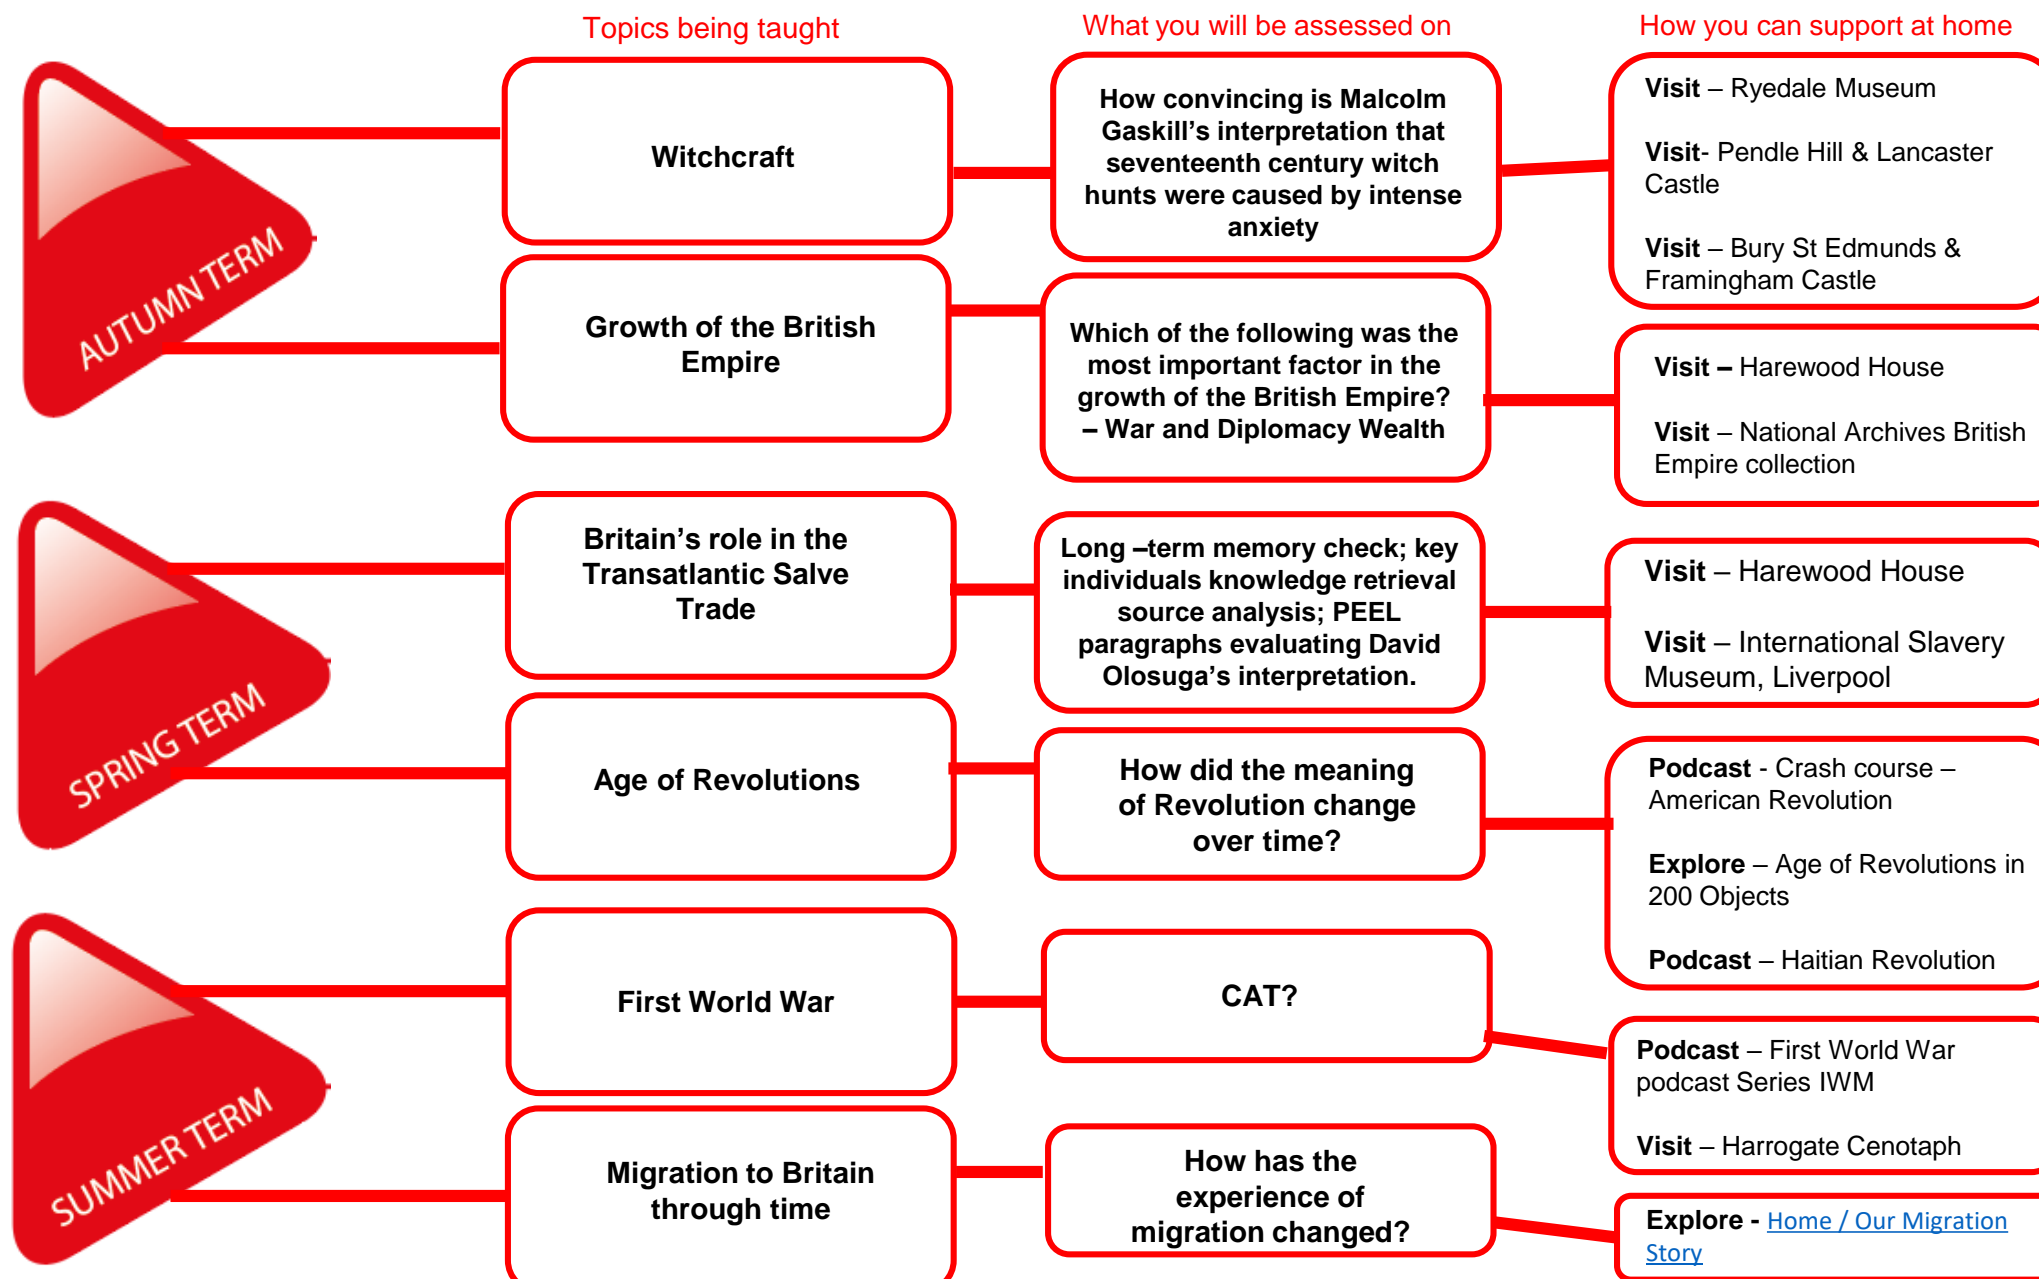 Topics being taught
What you will be assessed on
How you can support at home
AUTUMN TERM
Witchcraft
How convincing is Malcolm
Gaskill’s interpretation that
seventeenth century witch
hunts were caused by intense
anxiety
Visit – Ryedale Museum
Visit- Pendle Hill & Lancaster
Castle
Visit – Bury St Edmunds &
Framingham Castle
Growth of the British
Empire
Which of the following was the
most important factor in the
growth of the British Empire?
– War and Diplomacy Wealth
Visit – Harewood House
Visit – National Archives British
Empire collection
SPRING TERM
Britain’s role in the
Transatlantic Salve
Trade
Long –term memory check; key
individuals knowledge retrieval
source analysis; PEEL
paragraphs evaluating David
Olosuga’s interpretation.
Visit – Harewood House
Visit – International Slavery
Museum, Liverpool
Age of Revolutions
How did the meaning
of Revolution change
over time?
Podcast - Crash course –
American Revolution
Explore – Age of Revolutions in
200 Objects
Podcast – Haitian Revolution
SUMMER TERM
First World War
CAT?
Podcast – First World War
podcast Series IWM
Visit – Harrogate Cenotaph
Migration to Britain
through time
How has the
experience of
migration changed?
Explore - Home / Our Migration
Story